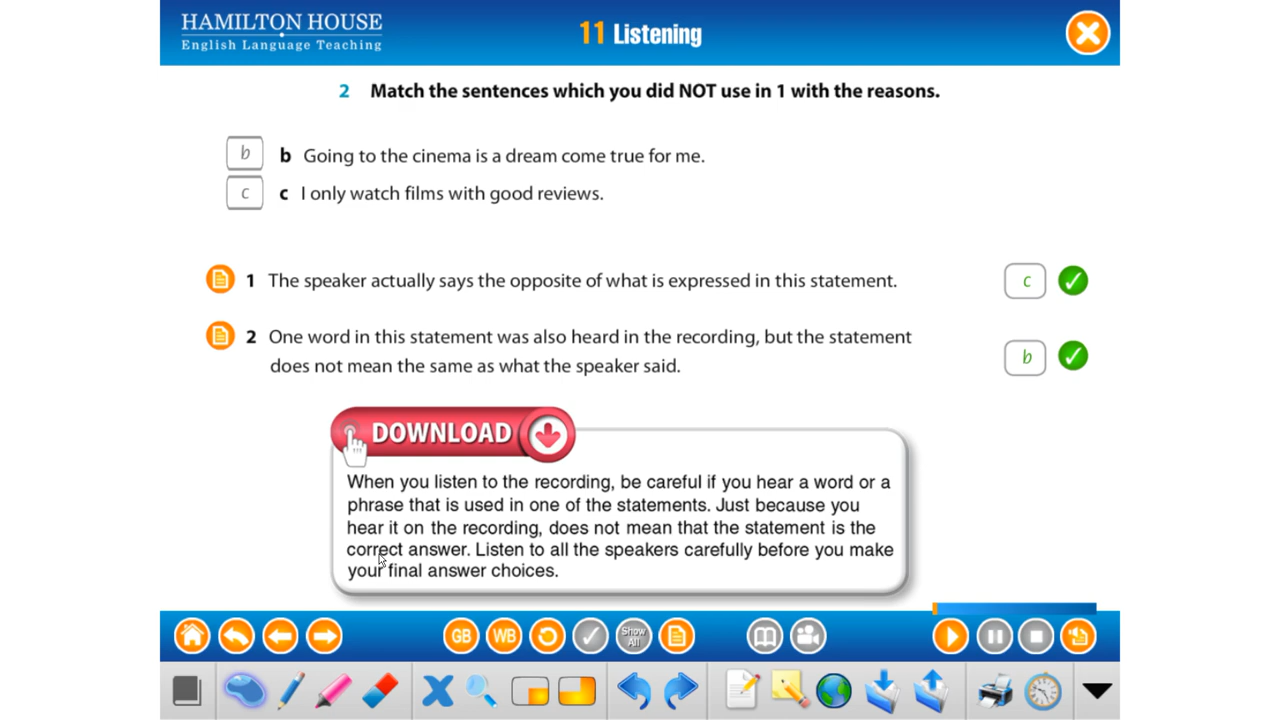 HAMILTON HOUSE
English Language Teaching
11 Listening
2 Match the sentences which you did NOT use in 1 with the reasons.
b b Going to the cinema is a dream come true for me.
c c I only watch films with good reviews.
1 The speaker actually says the opposite of what is expressed in this statement. c
2 One word in this statement was also heard in the recording, but the statement
does not mean the same as what the speaker said. b
DOWNLOAD
When you listen to the recording, be careful if you hear a word or a
phrase that is used in one of the statements. Just because you
hear it on the recording, does not mean that the statement is the
correct answer. Listen to all the speakers carefully before you make
your final answer choices.
GB WB Show
All